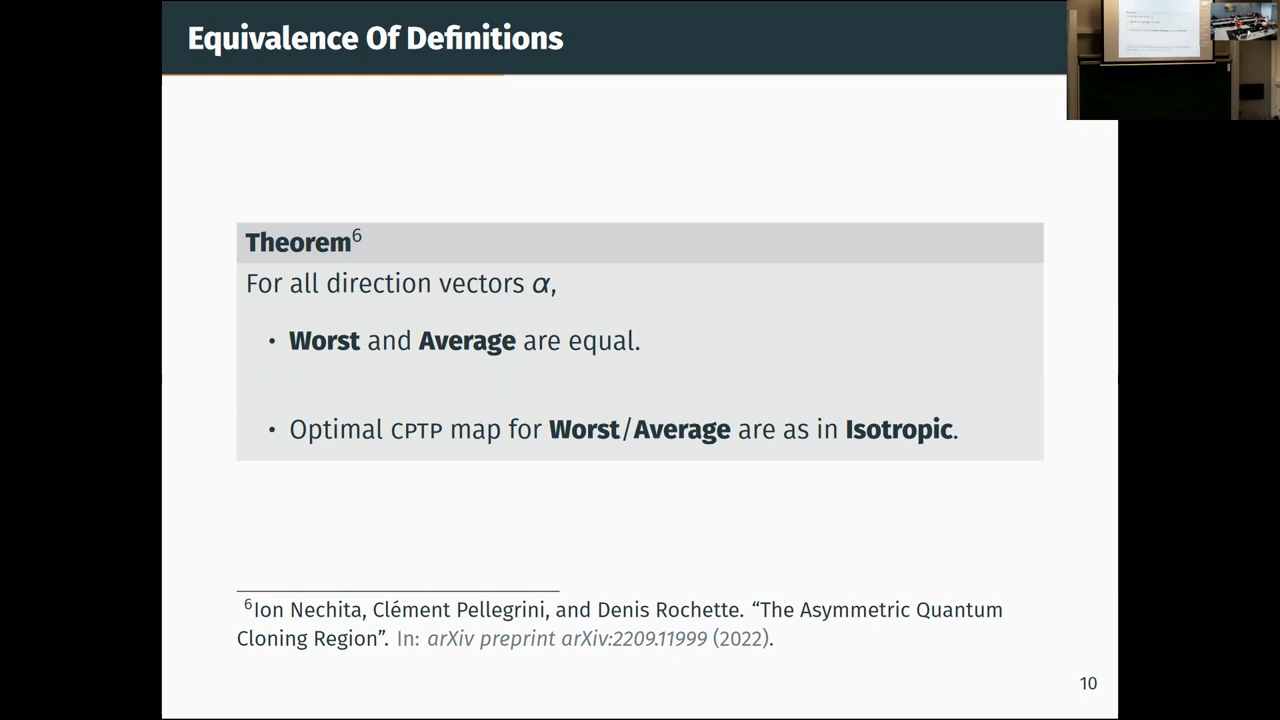 Equivalence Of Definitions
Theorem⁶
For all direction vectors α,
• Worst and Average are equal.
• Optimal CPTP map for Worst/Average are as in Isotropic.
⁶Ion Nechita, Clément Pellegrini, and Denis Rochette. “The Asymmetric Quantum
Cloning Region”. In: arXiv preprint arXiv:2209.11999 (2022).
10